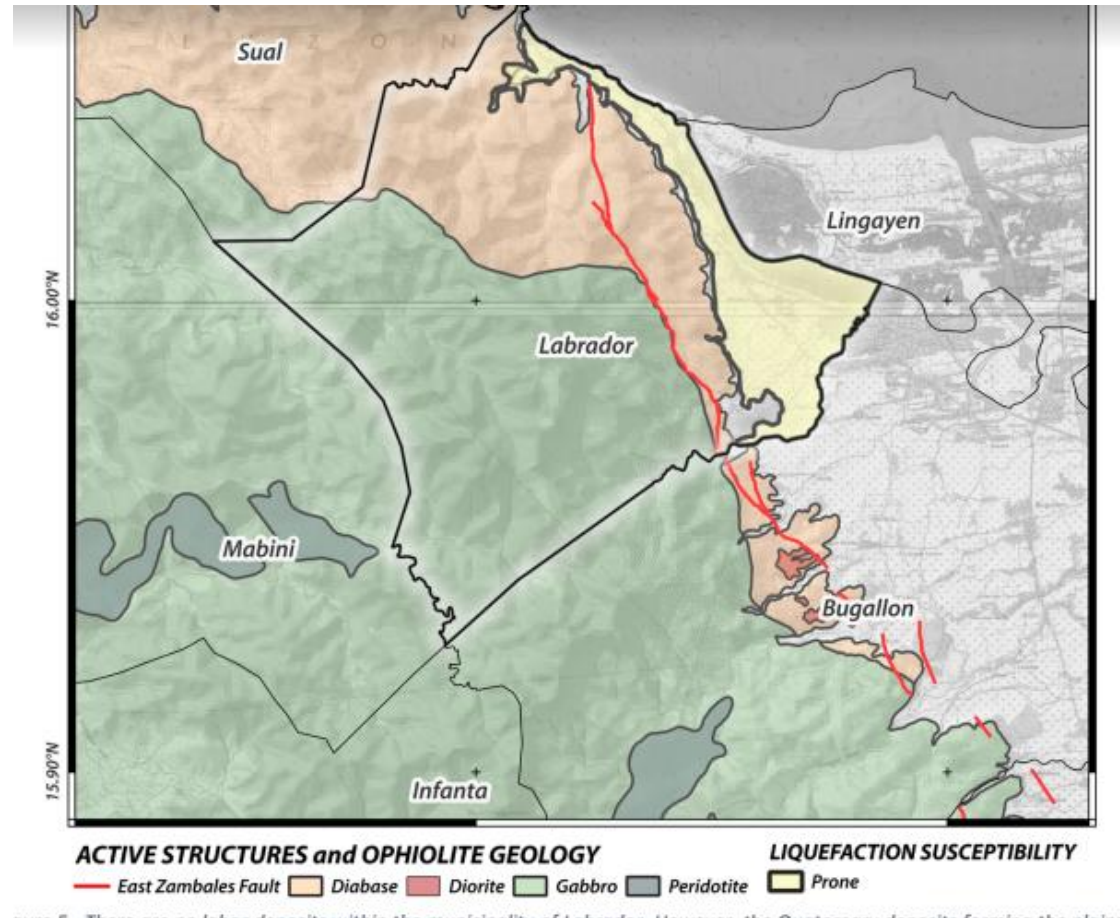 L U Z O N
Sual
Lingayen
16.00°N
Labrador
Mabini
Bugallon
15.90°N
Infanta
ACTIVE STRUCTURES and OPHIOLITE GEOLOGY
LIQUEFACTION SUSCEPTIBILITY
East Zambales Fault Diabase Diorite Gabbro Peridotite
Prone